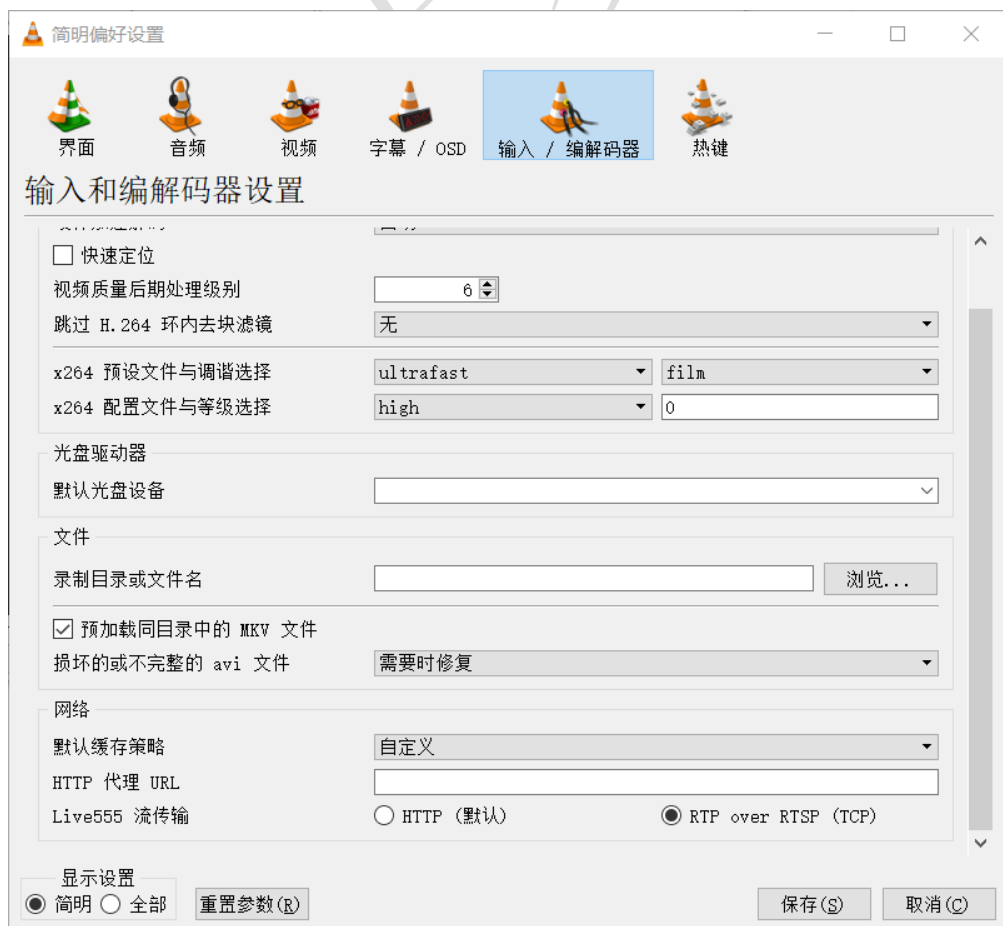 简明偏好设置
界面 音频 视频 字幕 / OSD 输入 / 编解码器 热键
输入和编解码器设置
快速定位
视频质量后期处理级别 6
跳过 H.264 环内去块滤镜 无
x264 预设文件与调谐选择 ultrafast film
x264 配置文件与等级选择 high 0
光盘驱动器
默认光盘设备
文件
录制目录或文件名 浏览...
预加载同目录中的 MKV 文件
损坏的或不完整的 avi 文件 需要时修复
网络
默认缓存策略 自定义
HTTP 代理 URL
Live555 流传输 HTTP (默认) RTP over RTSP (TCP)
显示设置
简明 全部 重置参数(R) 保存(S) 取消(C)